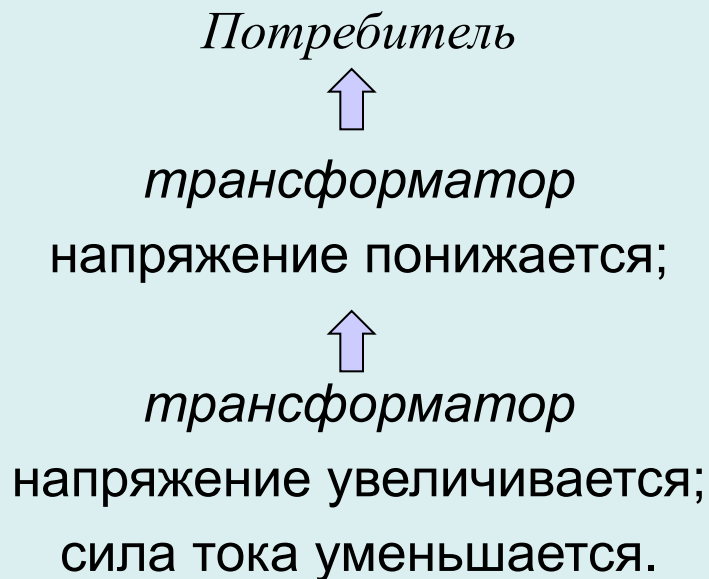 Потребитель
трансформатор
напряжение понижается;
трансформатор
напряжение увеличивается;
сила тока уменьшается.